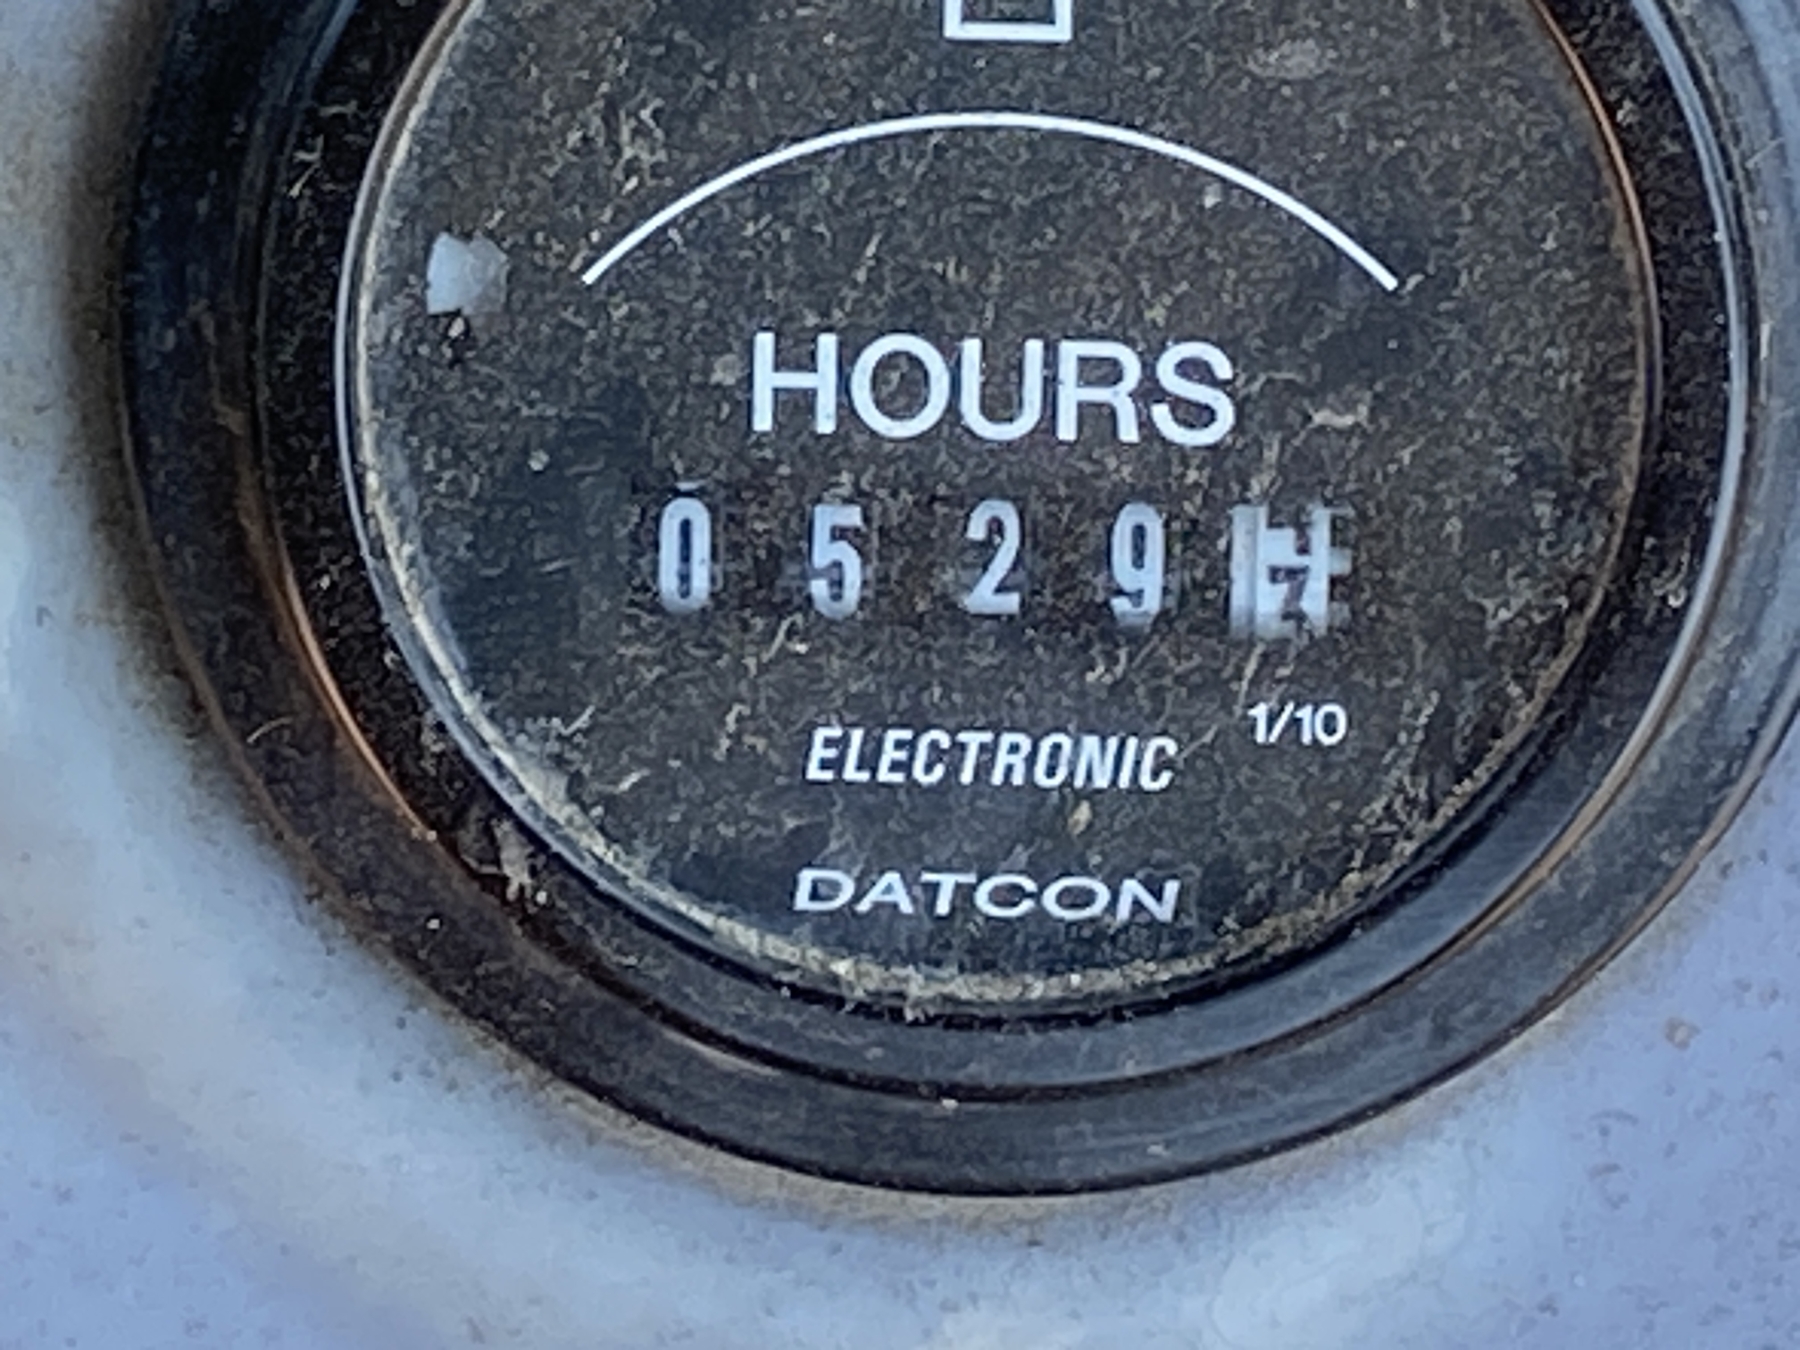 HOURS
0 5 2 9
1/10
ELECTRONIC
DATCON